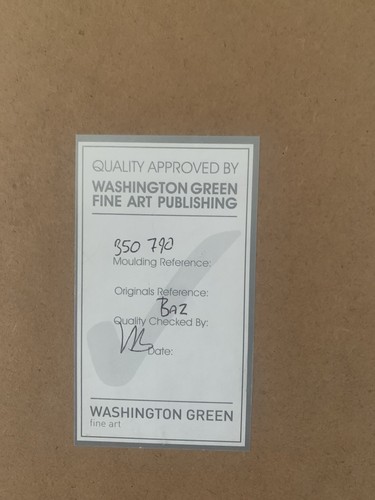 QUALITY APPROVED BY
WASHINGTON GREEN
FINE ART PUBLISHING
350 790
Moulding Reference:
Originals Reference:
BAZ
Quality Checked By:
Date:
WASHINGTON GREEN
fine art